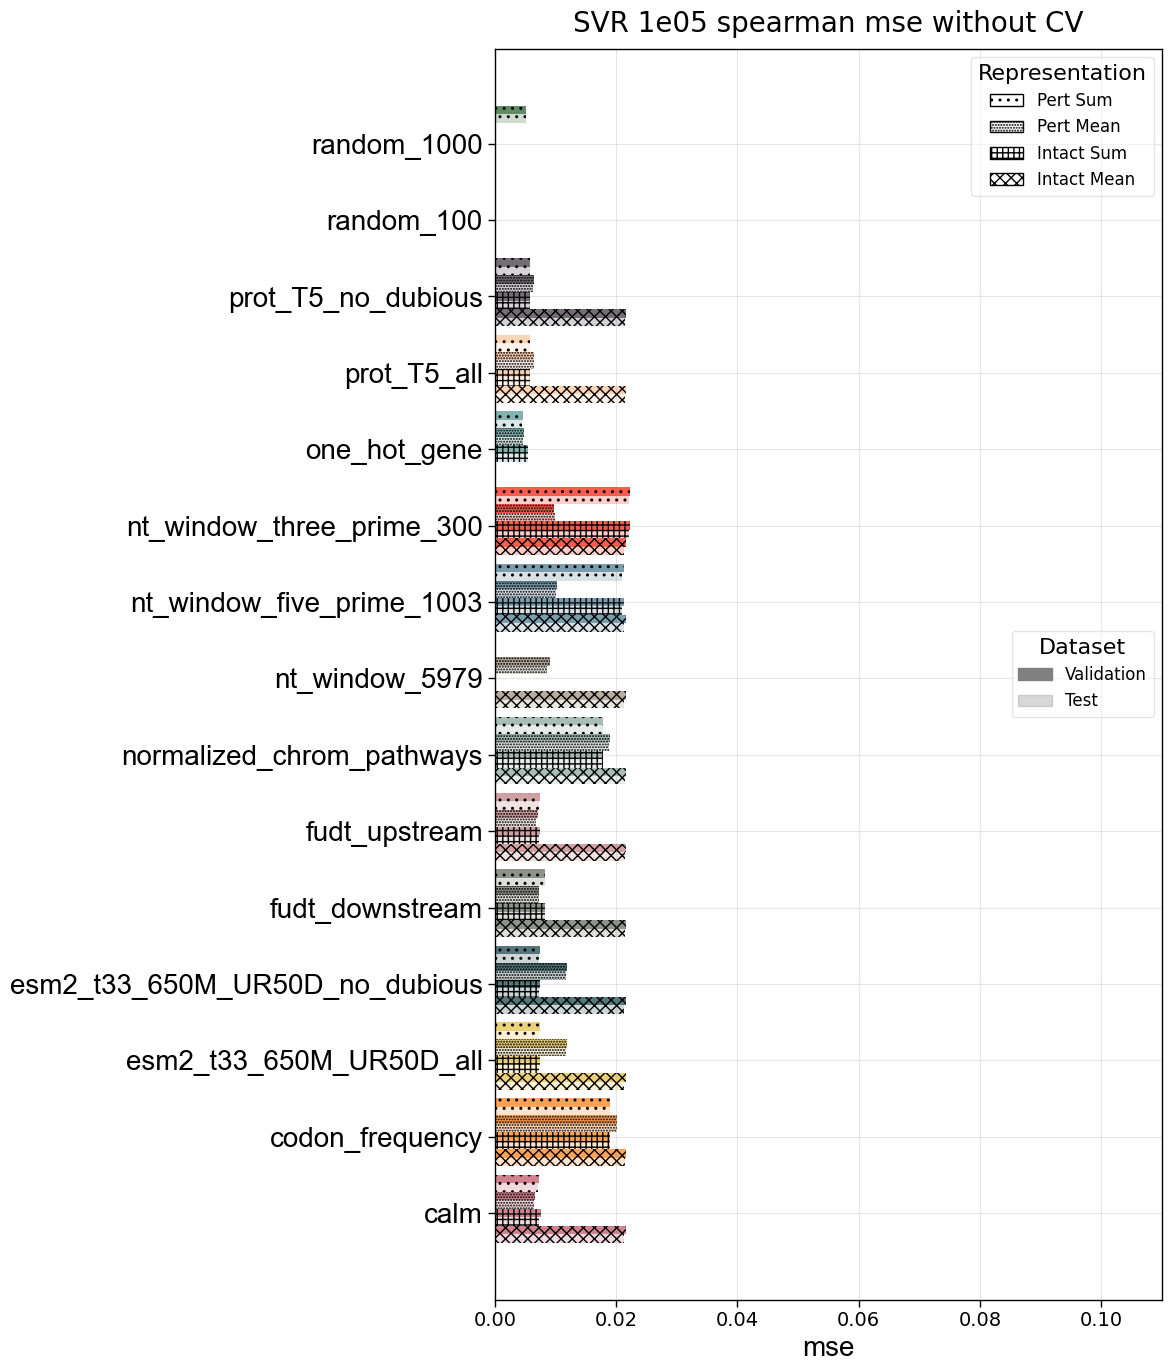 SVR 1e05 spearman mse without CV
Representation
Pert Sum
Pert Mean
Intact Sum
Intact Mean
random_1000
random_100
prot_T5_no_dubious
prot_T5_all
one_hot_gene
nt_window_three_prime_300
nt_window_five_prime_1003
Dataset
Validation
Test
nt_window_5979
normalized_chrom_pathways
fudt_upstream
fudt_downstream
esm2_t33_650M_UR50D_no_dubious
esm2_t33_650M_UR50D_all
codon_frequency
calm
0.00 0.02 0.04 0.06 0.08 0.10
mse